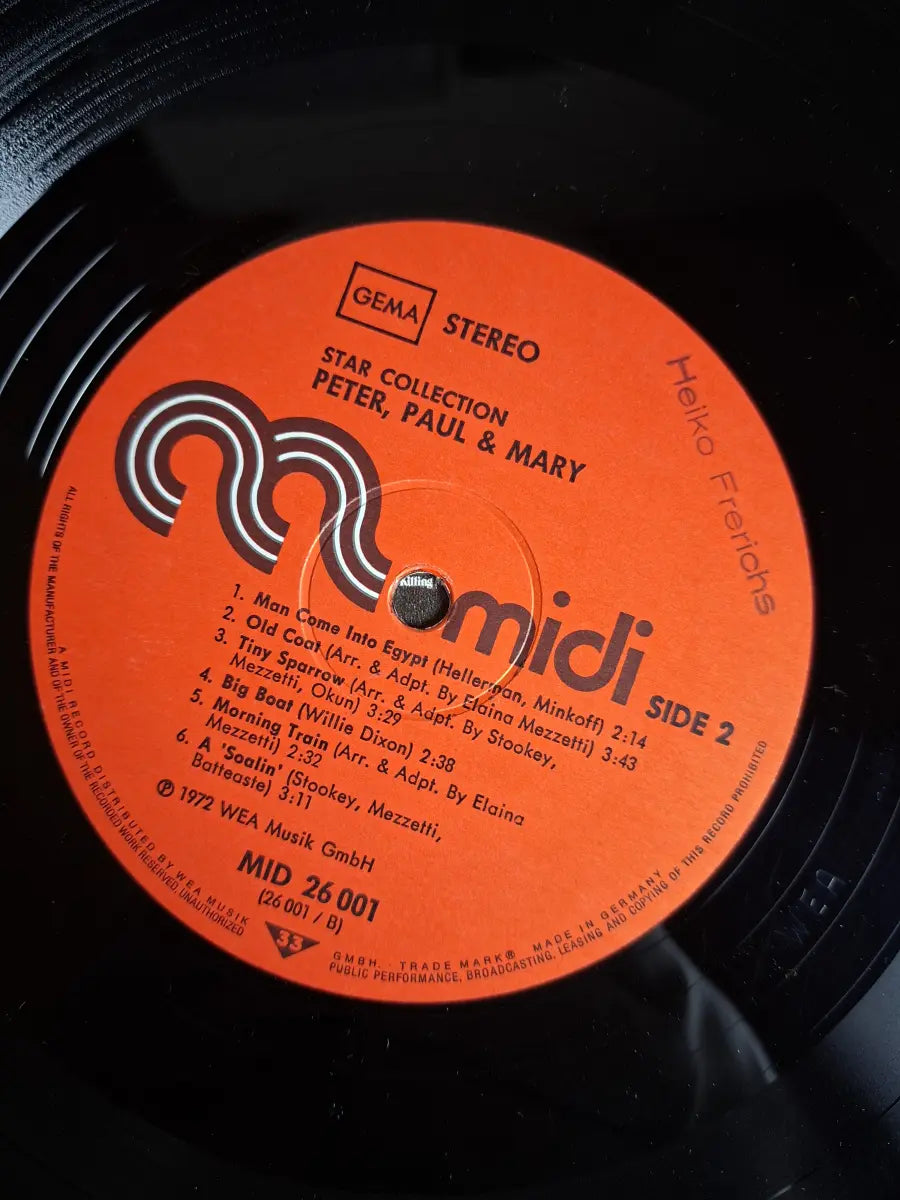 GEMA
STEREO
STAR COLLECTION
PETER, PAUL & MARY
Heiko Frerichs
Killing
midi
SIDE 2
1. Man Come Into Egypt (Hellerman, Minkoff) 2:14
2. Old Coat (Arr. & Adpt. By Elaina Mezzetti) 3:43
3. Tiny Sparrow (Arr. & Adpt. By Stookey,
Mezzetti, Okun) 3:29
4. Big Boat (Willie Dixon) 2:38
5. Morning Train (Arr. & Adpt. By Elaina
Mezzetti) 2:32
6. A 'Soalin' (Stookey, Mezzetti,
Batteaste) 3:11
℗ 1972 WEA Musik GmbH
MID 26 001
(26 001 / B)
33
A MIDI RECORD DISTRIBUTED BY WEA MUSIK GMBH. · TRADE MARK® MADE IN GERMANY
ALL RIGHTS OF THE MANUFACTURER AND OF THE OWNER OF THE RECORDED WORK RESERVED. UNAUTHORIZED PUBLIC PERFORMANCE, BROADCASTING, LEASING AND COPYING OF THIS RECORD PROHIBITED
WEA